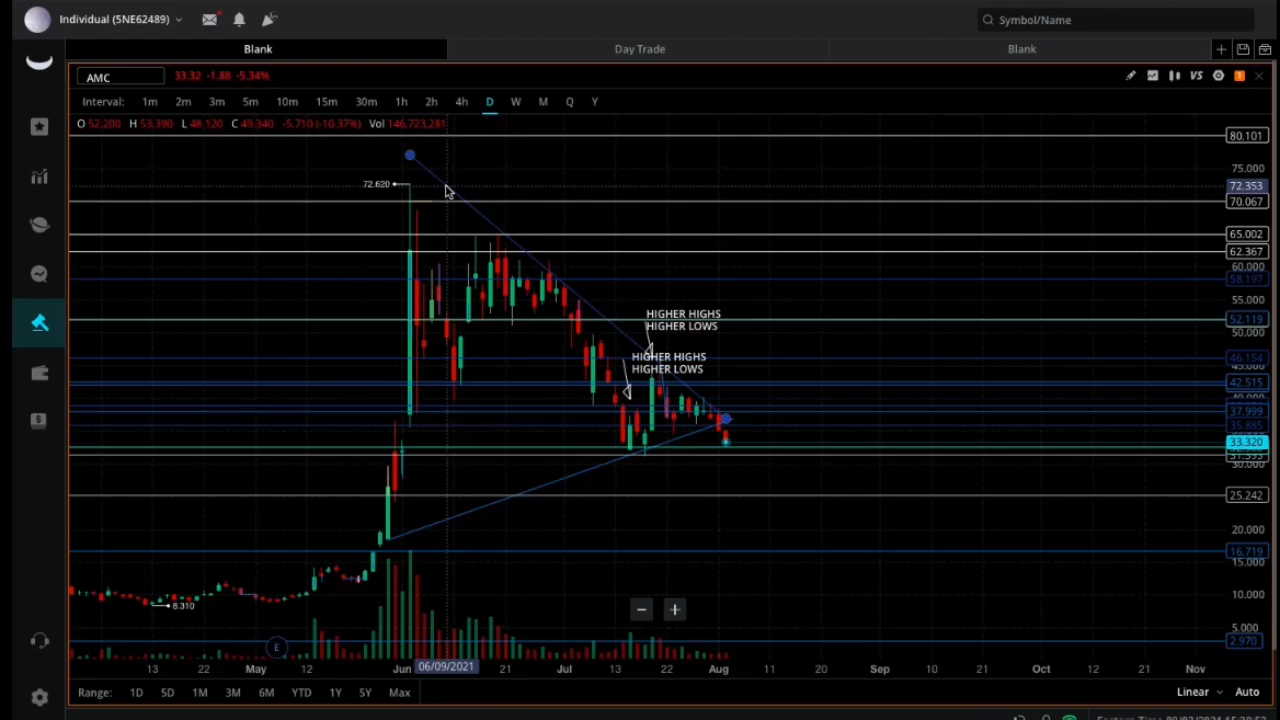 Individual (5NE62489)
Symbol/Name
Blank Day Trade Blank
AMC 33.32 -1.88 -5.34% VS 1
Interval: 1m 2m 3m 5m 10m 15m 30m 1h 2h 4h D W M Q Y
O 52.200 H 53.390 L 48.120 C 49.340 -5.710 (-10.37%) Vol 146,723,281
80.101
75.000
72.620
72.353
70.067
65.002
62.367
60.000
58.197
55.000
HIGHER HIGHS
52.119
HIGHER LOWS
50.000
HIGHER HIGHS
46.154
HIGHER LOWS
45.000
42.515
37.999
35.885
33.320
30.000
25.242
20.000
16.719
15.000
10.000
8.310
5.000
2.970
E
13 22 May 12 Jun 06/09/2021 21 Jul 13 22 Aug 11 20 Sep 10 21 Oct 12 21 Nov
Range: 1D 5D 1M 3M 6M YTD 1Y 5Y Max Linear Auto